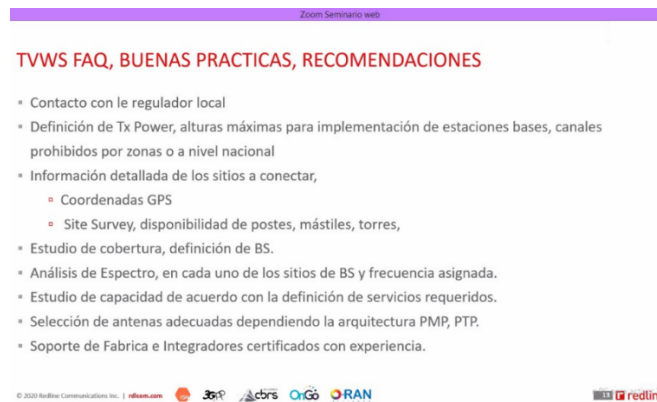 Zoom Seminario web
TVWS FAQ, BUENAS PRACTICAS, RECOMENDACIONES
Contacto con le regulador local
Definición de Tx Power, alturas máximas para implementación de estaciones bases, canales
prohibidos por zonas o a nivel nacional
Información detallada de los sitios a conectar,
Coordenadas GPS
Site Survey, disponibilidad de postes, mástiles, torres,
Estudio de cobertura, definición de BS.
Análisis de Espectro, en cada uno de los sitios de BS y frecuencia asignada.
Estudio de capacidad de acuerdo con la definición de servicios requeridos.
Selección de antenas adecuadas dependiendo la arquitectura PMP, PTP.
Soporte de Fabrica e Integradores certificados con experiencia.
© 2020 Redline Communications Inc. | rdlcom.com 3GPP cbrs OnGo O-RAN 13 redlin